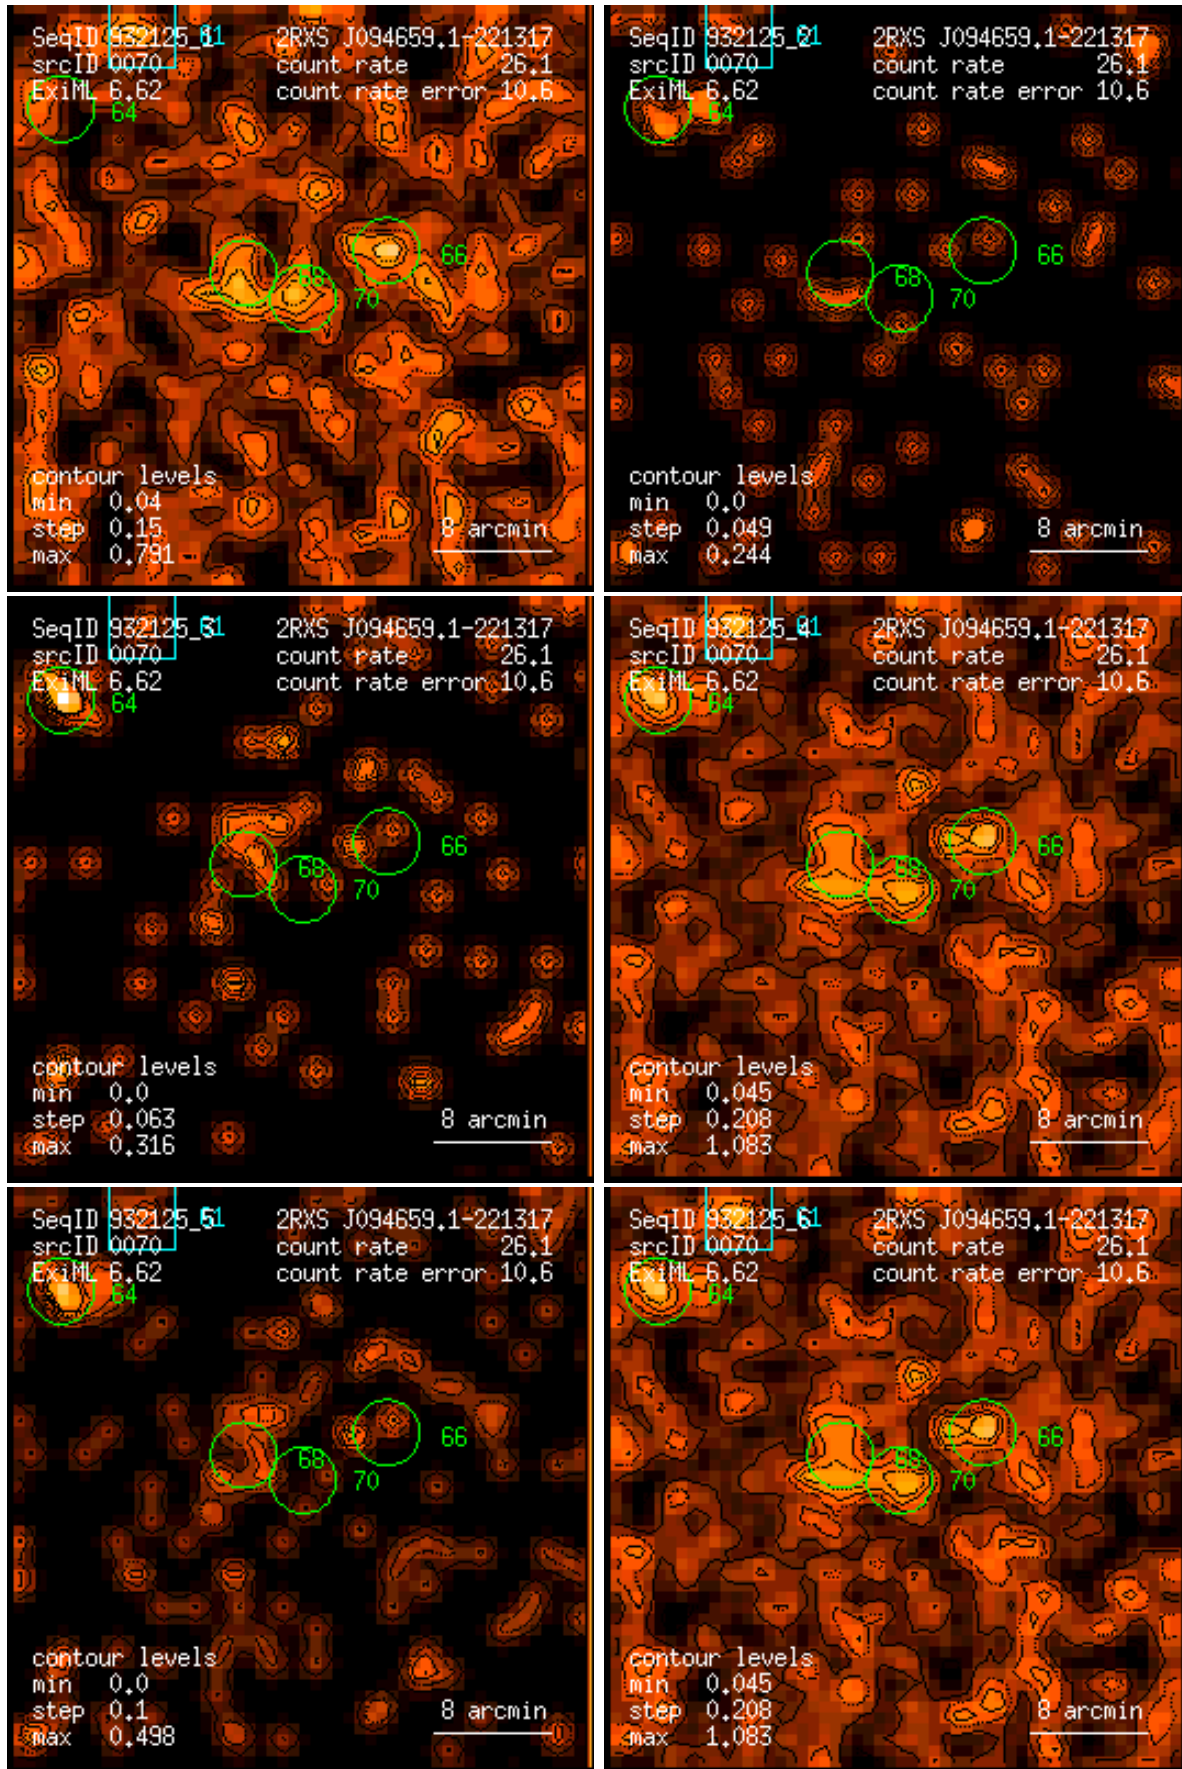 SeqID 932125_1 61 2RXS J094659.1-221317
srcID 0070 count rate 26.1
ExiML 6.62 count rate error 10.6
64
66
68
70
contour levels
min 0.04
step 0.15 8 arcmin
max 0.791
SeqID 932125_2 61 2RXS J094659.1-221317
srcID 0070 count rate 26.1
ExiML 6.62 count rate error 10.6
64
66
68
70
contour levels
min 0.0
step 0.049 8 arcmin
max 0.244
SeqID 932125_3 61 2RXS J094659.1-221317
srcID 0070 count rate 26.1
ExiML 6.62 count rate error 10.6
64
66
68
70
contour levels
min 0.0
step 0.063 8 arcmin
max 0.316
SeqID 932125_4 61 2RXS J094659.1-221317
srcID 0070 count rate 26.1
ExiML 6.62 count rate error 10.6
64
66
68
70
contour levels
min 0.045
step 0.208 8 arcmin
max 1.083
SeqID 932125_5 61 2RXS J094659.1-221317
srcID 0070 count rate 26.1
ExiML 6.62 count rate error 10.6
64
66
68
70
contour levels
min 0.0
step 0.1 8 arcmin
max 0.498
SeqID 932125_6 61 2RXS J094659.1-221317
srcID 0070 count rate 26.1
ExiML 6.62 count rate error 10.6
64
66
68
70
contour levels
min 0.045
step 0.208 8 arcmin
max 1.083